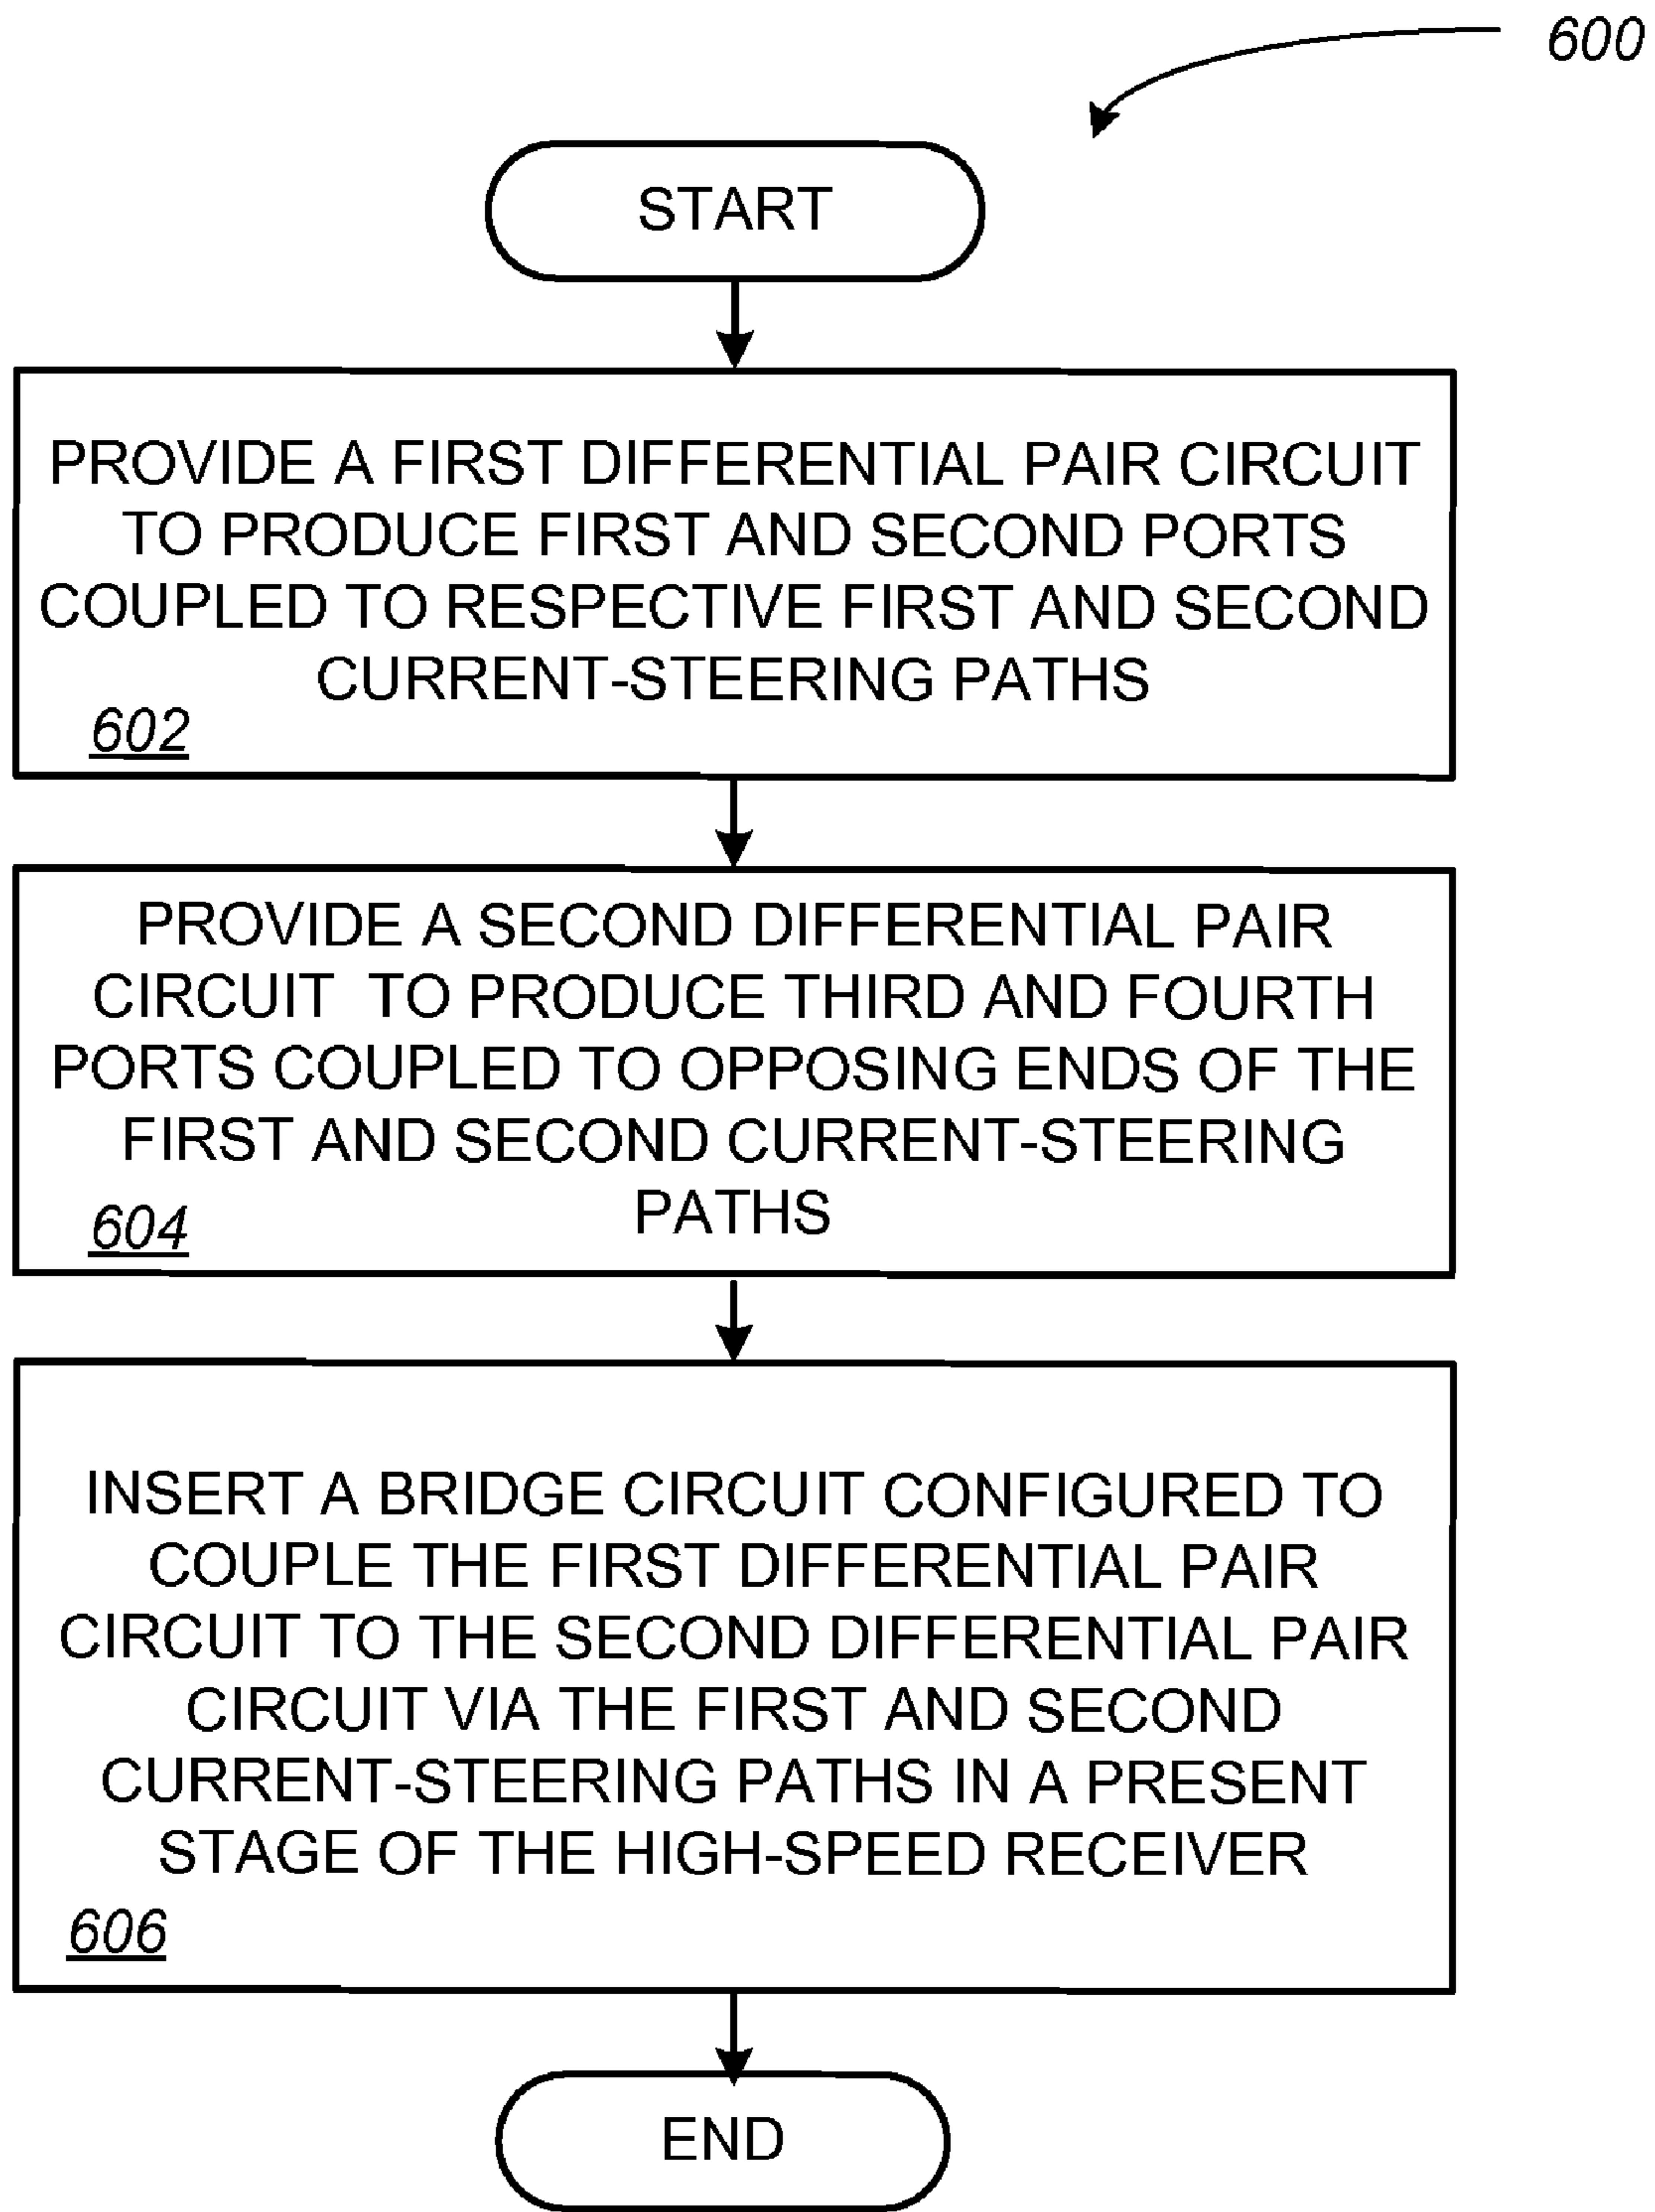 600
START
PROVIDE A FIRST DIFFERENTIAL PAIR CIRCUIT
TO PRODUCE FIRST AND SECOND PORTS
COUPLED TO RESPECTIVE FIRST AND SECOND
CURRENT-STEERING PATHS
602
PROVIDE A SECOND DIFFERENTIAL PAIR
CIRCUIT TO PRODUCE THIRD AND FOURTH
PORTS COUPLED TO OPPOSING ENDS OF THE
FIRST AND SECOND CURRENT-STEERING
PATHS
604
INSERT A BRIDGE CIRCUIT CONFIGURED TO
COUPLE THE FIRST DIFFERENTIAL PAIR
CIRCUIT TO THE SECOND DIFFERENTIAL PAIR
CIRCUIT VIA THE FIRST AND SECOND
CURRENT-STEERING PATHS IN A PRESENT
STAGE OF THE HIGH-SPEED RECEIVER
606
END